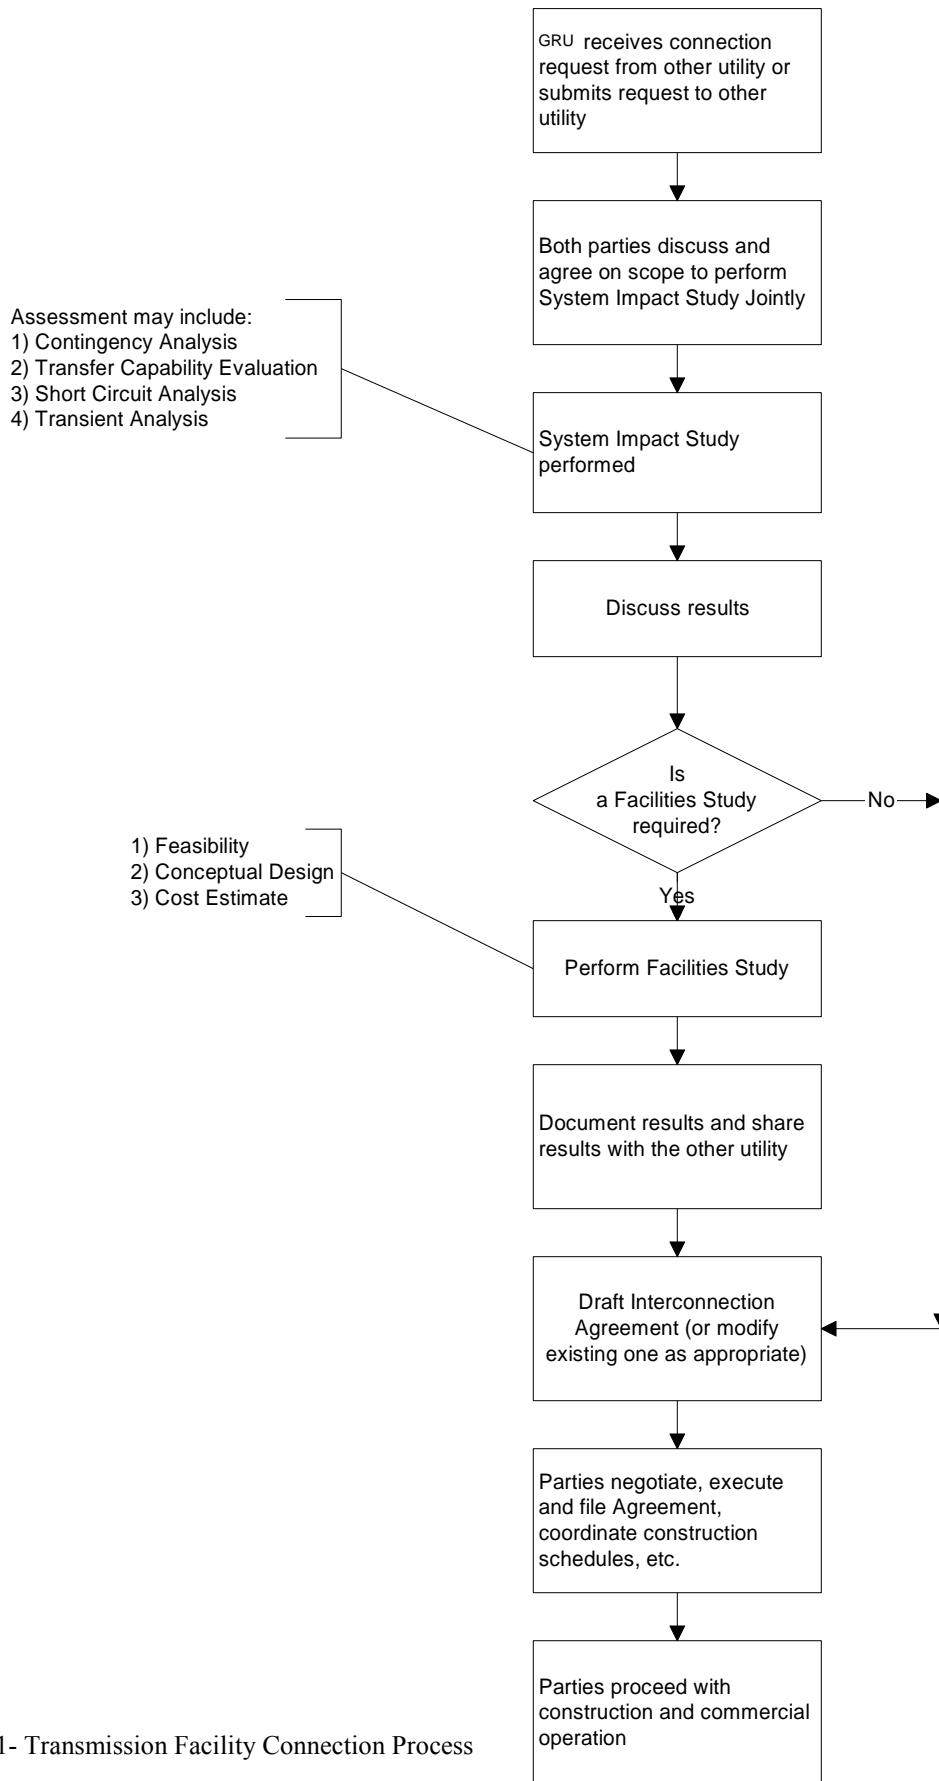 GRU receives connection
request from other utility or
submits request to other
utility
Both parties discuss and
agree on scope to perform
System Impact Study Jointly
Assessment may include:
1) Contingency Analysis
2) Transfer Capability Evaluation
3) Short Circuit Analysis
4) Transient Analysis
System Impact Study
performed
Discuss results
Is
a Facilities Study
required?
No
Yes
1) Feasibility
2) Conceptual Design
3) Cost Estimate
Perform Facilities Study
Document results and share
results with the other utility
Draft Interconnection
Agreement (or modify
existing one as appropriate)
Parties negotiate, execute
and file Agreement,
coordinate construction
schedules, etc.
Parties proceed with
construction and commercial
operation
1- Transmission Facility Connection Process